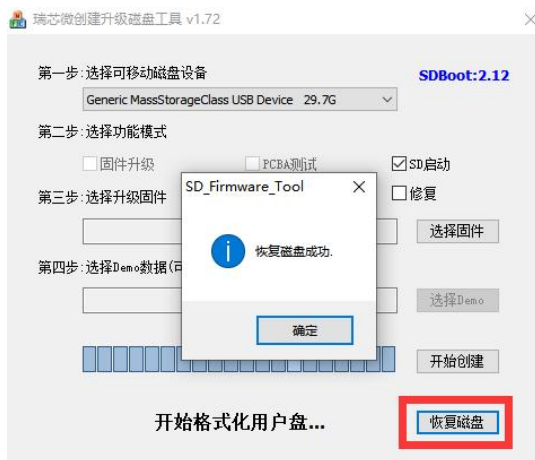 瑞芯微创建升级磁盘工具 v1.72
第一步:选择可移动磁盘设备
SDBoot:2.12
Generic MassStorageClass USB Device 29.7G
第二步:选择功能模式
固件升级
PCBA测试
SD启动
第三步:选择升级固件
修复
选择固件
SD_Firmware_Tool
恢复磁盘成功.
确定
第四步:选择Demo数据(可
选择Demo
开始创建
开始格式化用户盘...
恢复磁盘